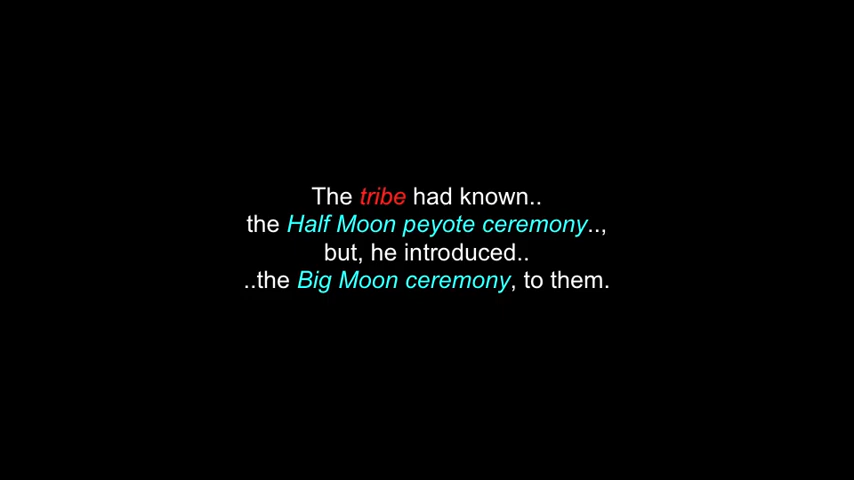 The tribe had known..
the Half Moon peyote ceremony..,
but, he introduced..
..the Big Moon ceremony, to them.